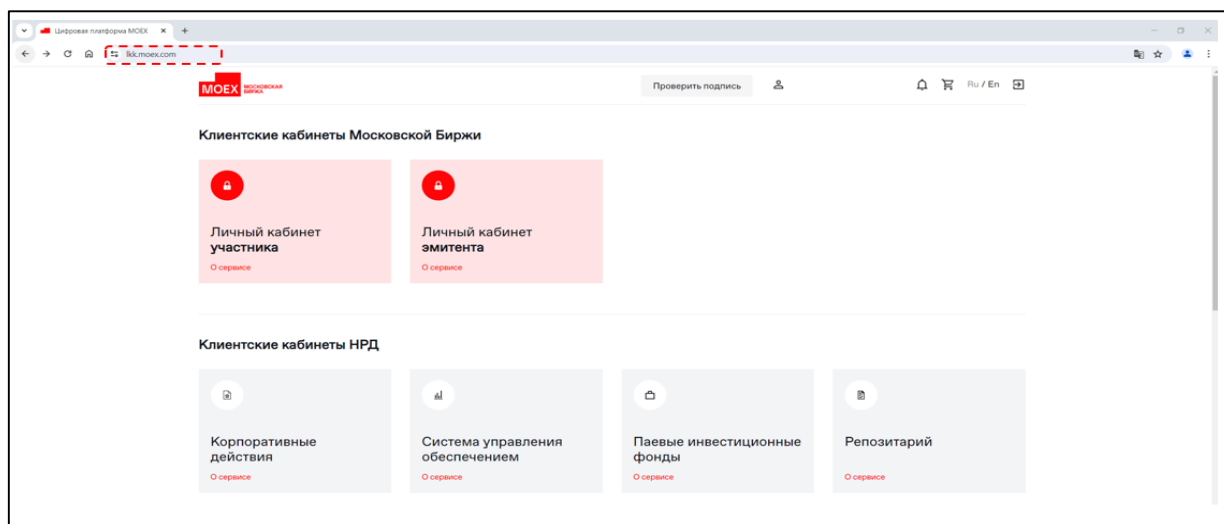 Цифровая платформа MOEX
lkk.moex.com
MOEX МОСКОВСКАЯ БИРЖА
Проверить подпись
Ru / En
Клиентские кабинеты Московской Биржи
Личный кабинет
участника
О сервисе
Личный кабинет
эмитента
О сервисе
Клиентские кабинеты НРД
Корпоративные
действия
О сервисе
Система управления
обеспечением
О сервисе
Паевые инвестиционные
фонды
О сервисе
Репозитарий
О сервисе